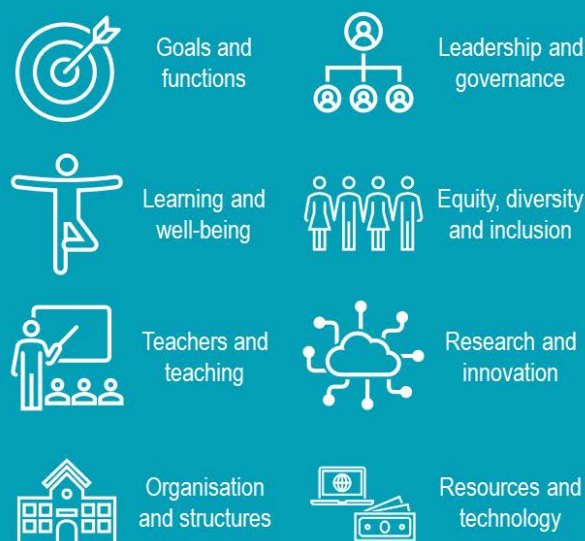 Goals and
functions
Leadership and
governance
Learning and
well-being
Equity, diversity
and inclusion
Teachers and
teaching
Research and
innovation
Organisation
and structures
Resources and
technology